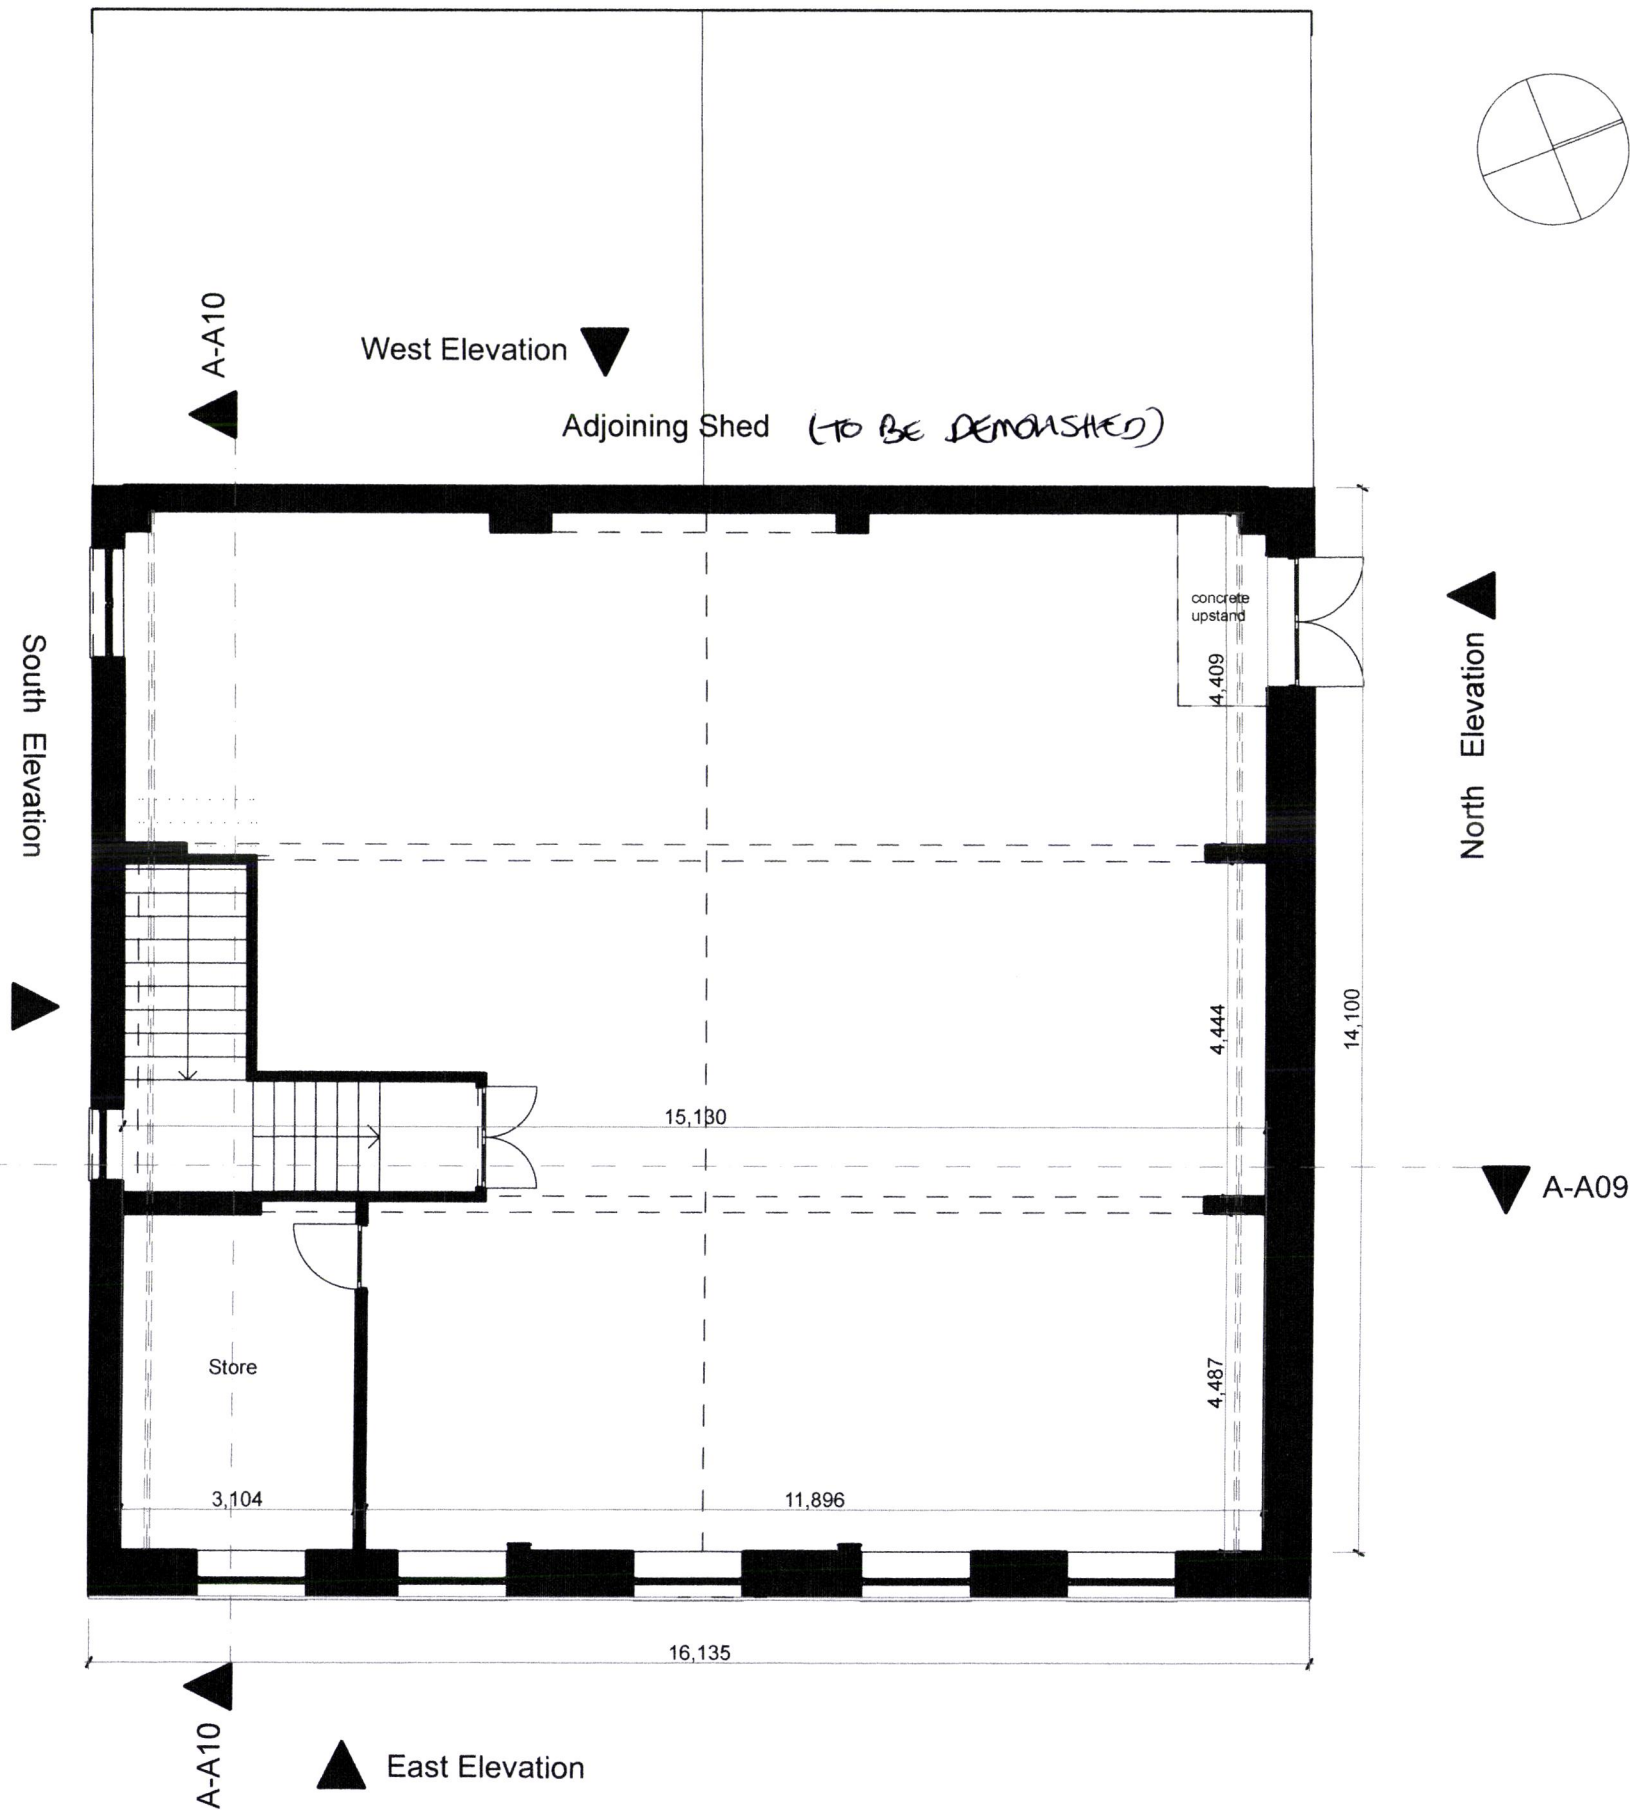 A-A10
West Elevation
Adjoining Shed (TO BE DEMOLISHED)
concrete
upstand
4,409
South Elevation
North Elevation
4,444
14,100
15,130
A-A09
Store
4,487
3,104
11,896
16,135
A-A10
East Elevation